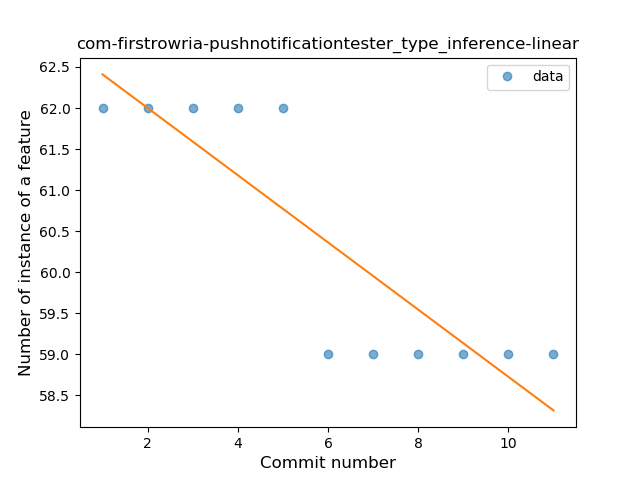 com-firstrowria-pushnotificationtester_type_inference-linear
data
Number of instance of a feature
62.5
62.0
61.5
61.0
60.5
60.0
59.5
59.0
58.5
2 4 6 8 10
Commit number